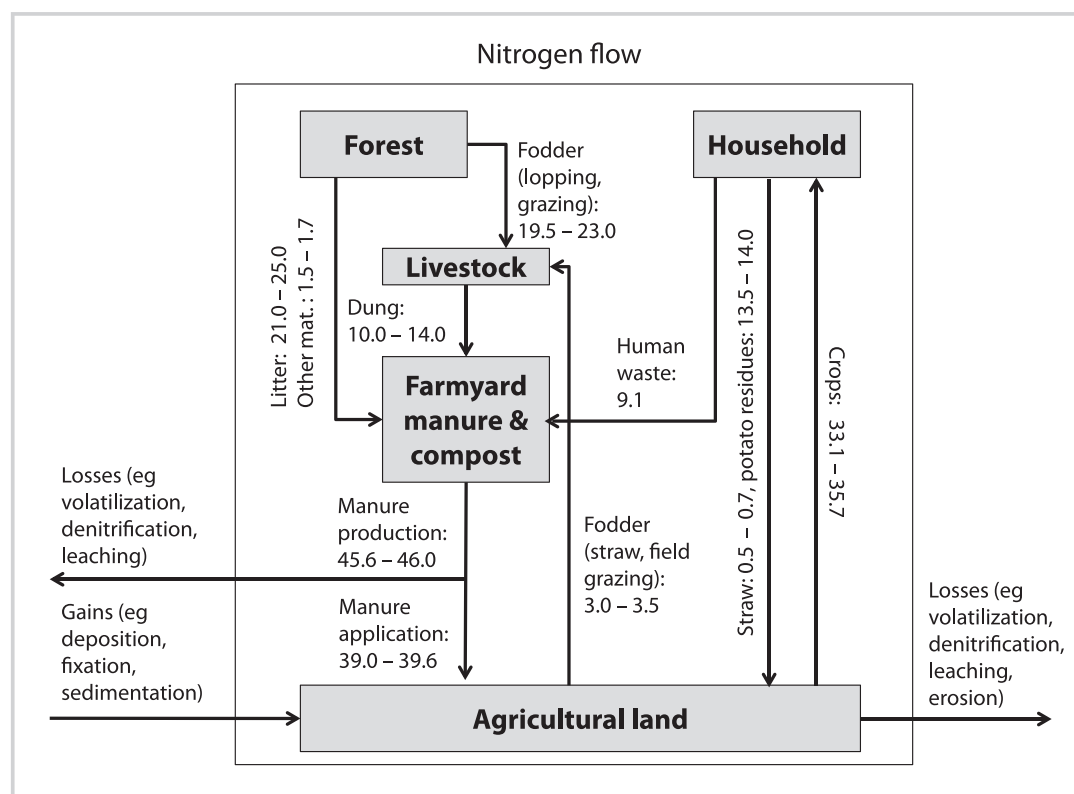 Nitrogen flow
Forest
Household
Fodder
(lopping,
grazing):
19.5 – 23.0
Litter: 21.0 – 25.0
Other mat. : 1.5 – 1.7
Livestock
Dung:
10.0 – 14.0
Farmyard
manure &
compost
Human
waste:
9.1
Straw: 0.5 – 0.7, potato residues: 13.5 – 14.0
Crops: 33.1 – 35.7
Losses (eg
volatilization,
denitrification,
leaching)
Manure
production:
45.6 – 46.0
Fodder
(straw, field
grazing):
3.0 – 3.5
Gains (eg
deposition,
fixation,
sedimentation)
Manure
application:
39.0 – 39.6
Losses (eg
volatilization,
denitrification,
leaching,
erosion)
Agricultural land